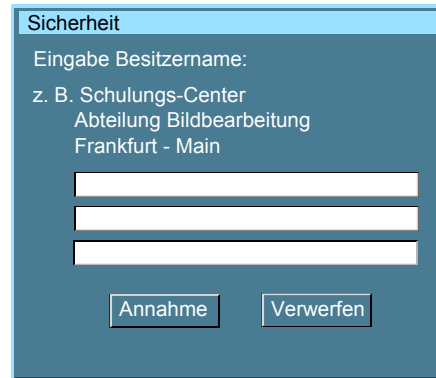 Sicherheit
Eingabe Besitzername:
z. B. Schulungs-Center
Abteilung Bildbearbeitung
Frankfurt - Main
Annahme Verwerfen